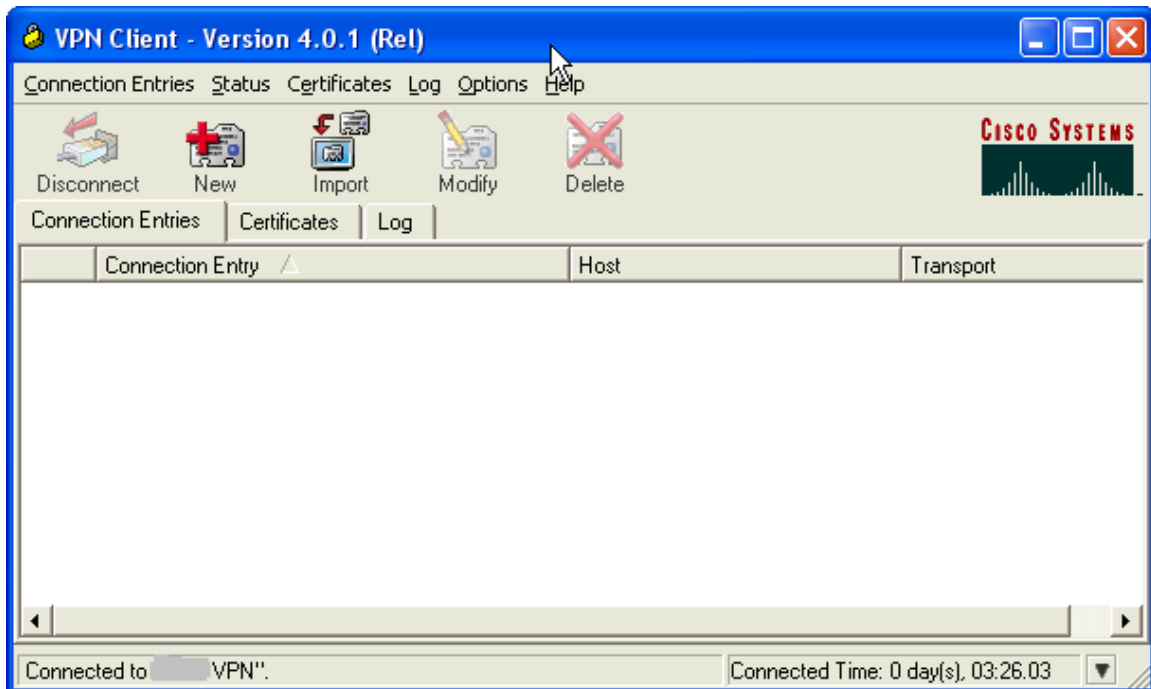 VPN Client - Version 4.0.1 (Rel)
Connection Entries Status Certificates Log Options Help
CISCO SYSTEMS
Disconnect New Import Modify Delete
Connection Entries Certificates Log
Connection Entry Host Transport
Connected to VPN".
Connected Time: 0 day(s), 03:26.03